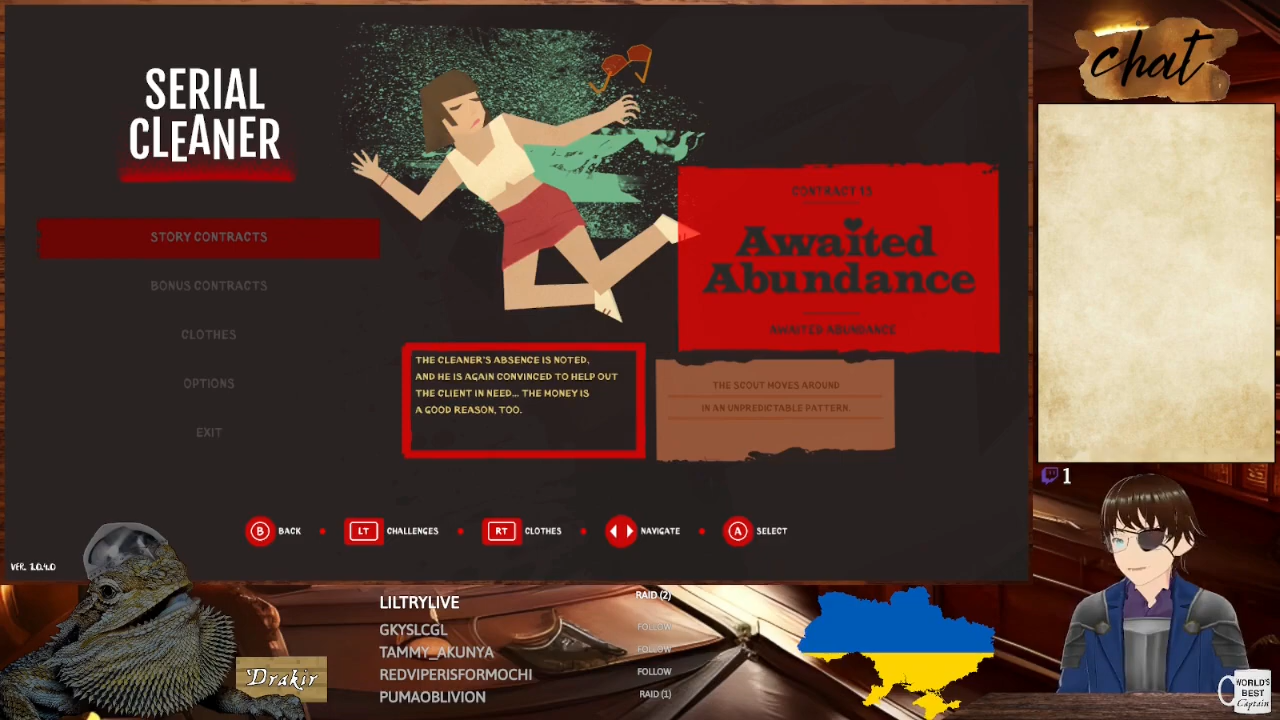 SERIAL
CLEANER
STORY CONTRACTS
BONUS CONTRACTS
CLOTHES
OPTIONS
EXIT
CONTRACT 13
Awaited
Abundance
AWAITED ABUNDANCE
THE CLEANER'S ABSENCE IS NOTED,
AND HE IS AGAIN CONVINCED TO HELP OUT
THE CLIENT IN NEED... THE MONEY IS
A GOOD REASON, TOO.
THE SCOUT MOVES AROUND
IN AN UNPREDICTABLE PATTERN.
B BACK • LT CHALLENGES • RT CLOTHES • NAVIGATE • A SELECT
VER. 1.0.4.0
chat
1
Drakir
LILTRYLIVE RAID (2)
GKYSLCGL FOLLOW
TAMMY_AKUNYA FOLLOW
REDVIPERISFORMOCHI FOLLOW
PUMAOBLIVION RAID (1)
WORLD'S
BEST
Captain